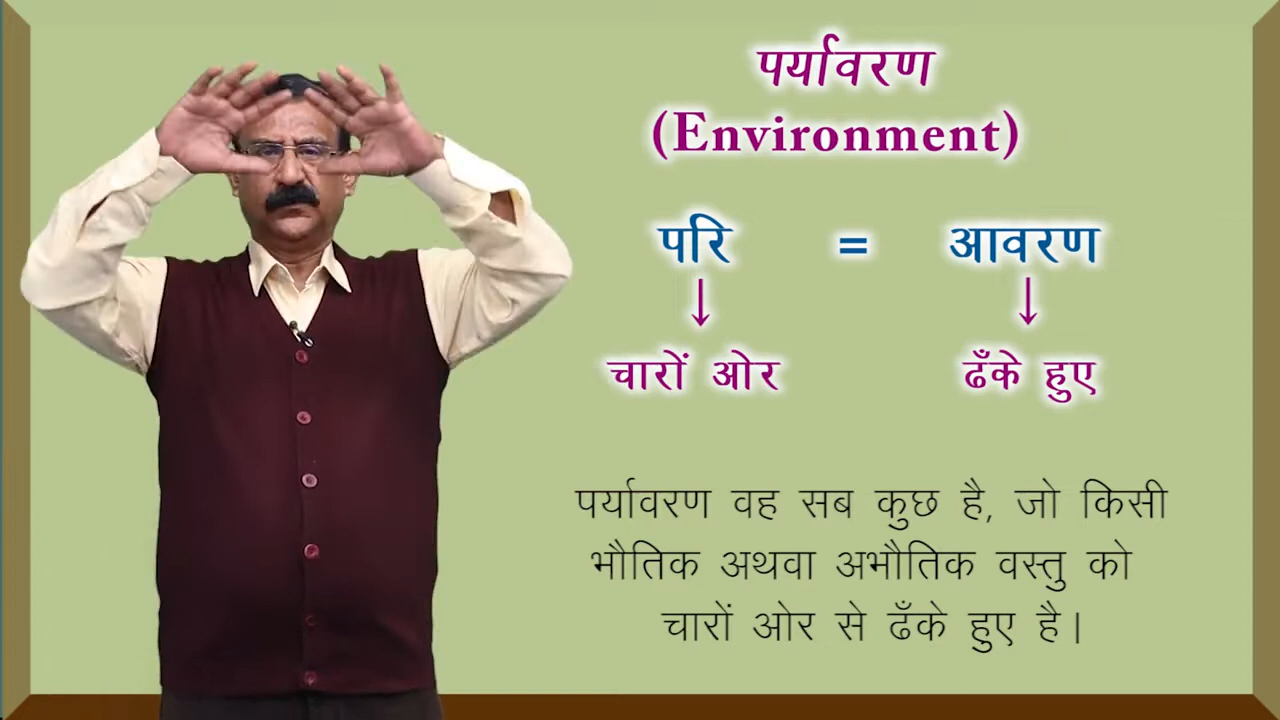 पर्यावरण
(Environment)
परि = आवरण
↓ ↓
चारों ओर ढँके हुए
पर्यावरण वह सब कुछ है, जो किसी
भौतिक अथवा अभौतिक वस्तु को
चारों ओर से ढँके हुए है।